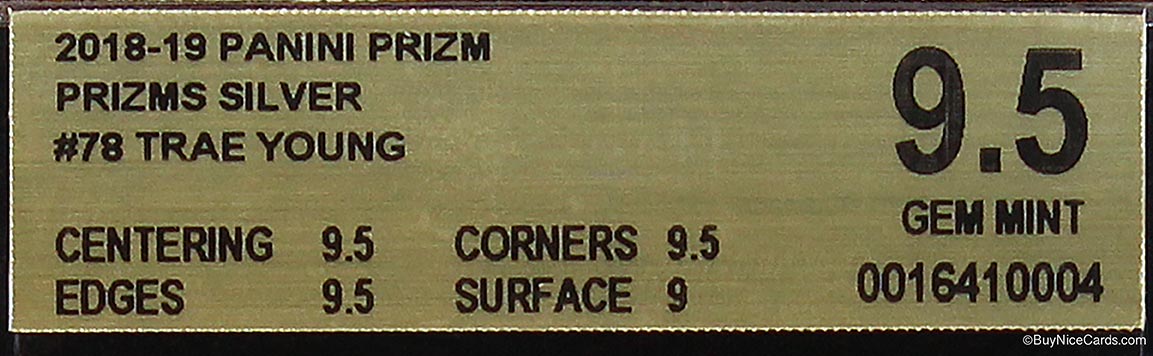 2018-19 PANINI PRIZM
PRIZMS SILVER
#78 TRAE YOUNG
9.5
GEM MINT
0016410004
CENTERING 9.5 CORNERS 9.5
EDGES 9.5 SURFACE 9
©BuyNiceCards.com